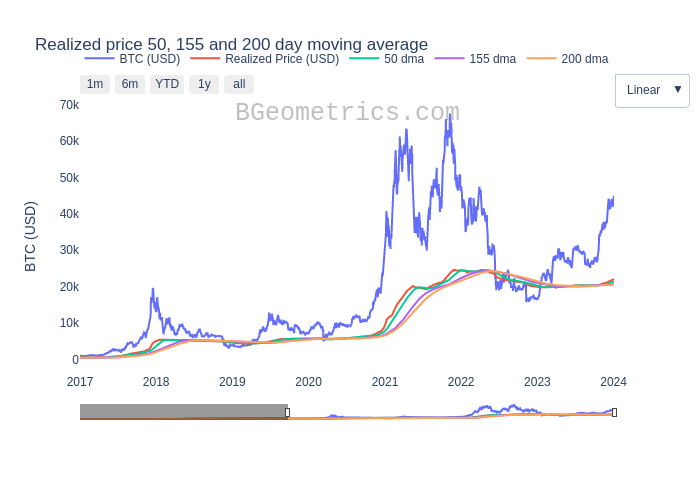 Realized price 50, 155 and 200 day moving average
BTC (USD) Realized Price (USD) 50 dma 155 dma 200 dma
1m 6m YTD 1y all
Linear ▼
BGeometrics.com
70k
60k
50k
40k
30k
20k
10k
0
BTC (USD)
2017 2018 2019 2020 2021 2022 2023 2024